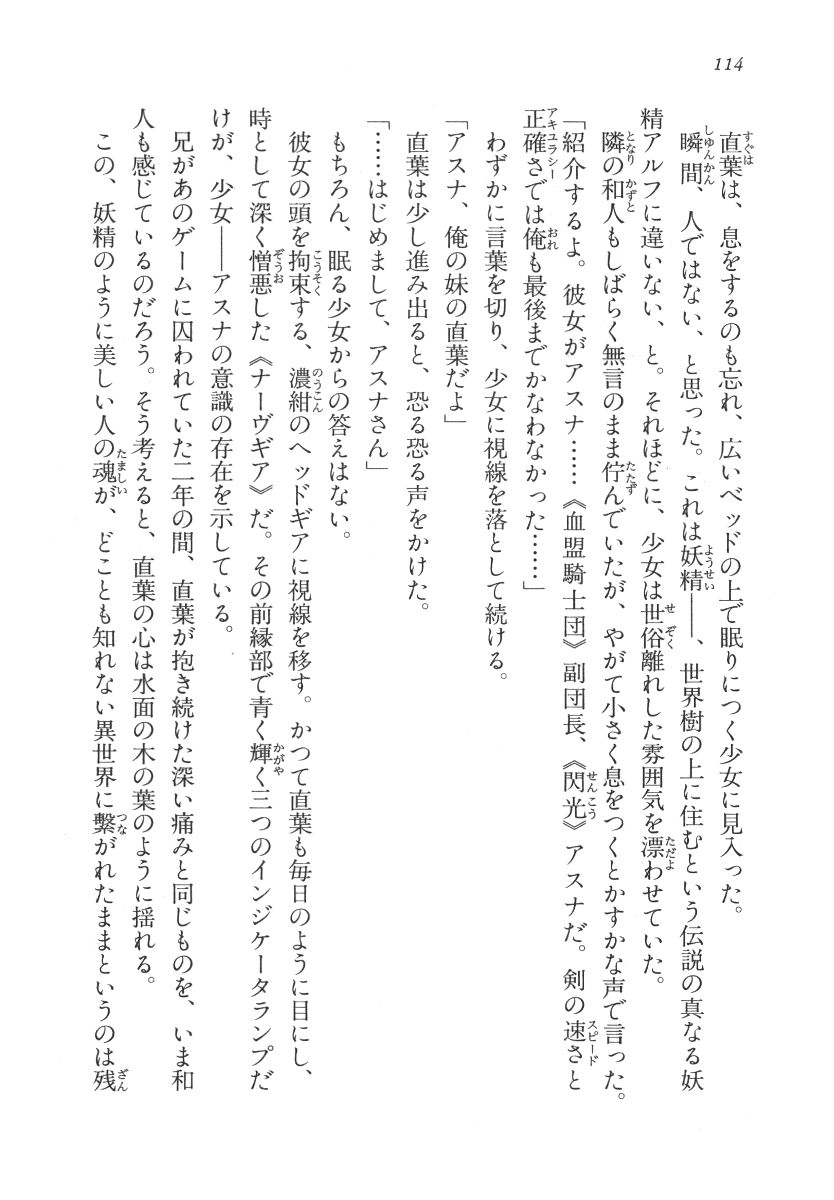 114
直葉は、息をするのも忘れ、広いベッドの上で眠りにつく少女に見入った。
瞬間、人ではない、と思った。これは妖精――、世界樹の上に住むという伝説の真なる妖
精アルフに違いない、と。それほどに、少女は世俗離れした雰囲気を漂わせていた。
隣の和人もしばらく無言のまま佇んでいたが、やがて小さく息をつくとかすかな声で言った。
「紹介するよ。彼女がアスナ……《血盟騎士団》副団長、《閃光》アスナだ。剣の速さと
正確さでは俺も最後までかなわなかった……」
わずかに言葉を切り、少女に視線を落として続ける。
「アスナ、俺の妹の直葉だよ」
直葉は少し進み出ると、恐る恐る声をかけた。
「……はじめまして、アスナさん」
もちろん、眠る少女からの答えはない。
彼女の頭を拘束する、濃紺のヘッドギアに視線を移す。かつて直葉も毎日のように目にし、
時として深く憎悪した《ナーヴギア》だ。その前縁部で青く輝く三つのインジケータランプだ
けが、少女――アスナの意識の存在を示している。
兄があのゲームに囚われていた二年の間、直葉が抱き続けた深い痛みと同じものを、いま和
人も感じているのだろう。そう考えると、直葉の心は水面の木の葉のように揺れる。
この、妖精のように美しい人の魂が、どことも知れない異世界に繫がれたままというのは残